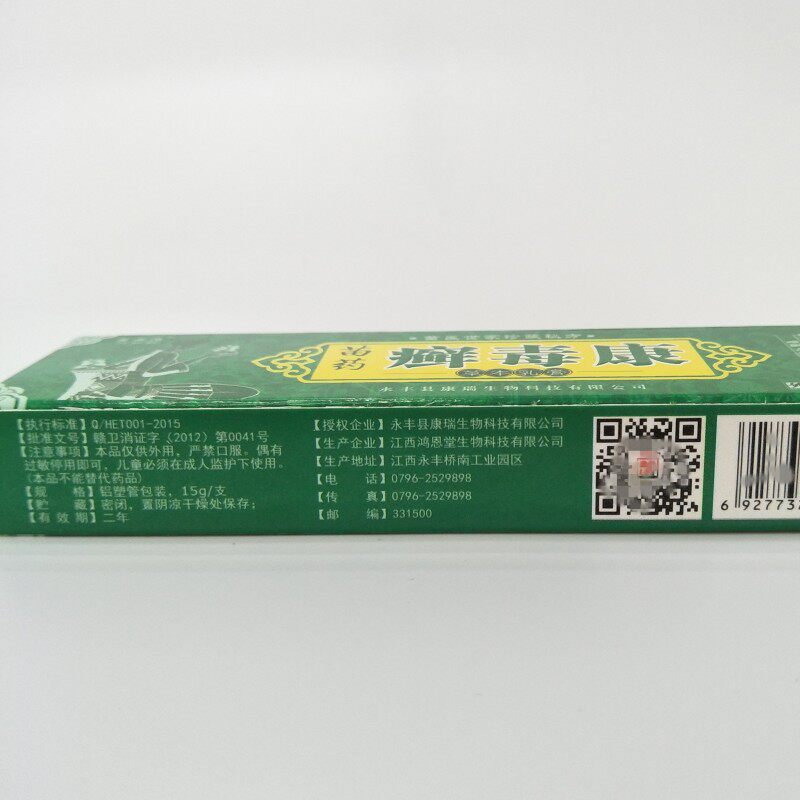 苗药
癣毒康
草本乳膏
永丰县康瑞生物科技有限公司
【执行标准】Q/HET001-2015
【批准文号】赣卫消证字（2012）第0041号
【注意事项】本品仅供外用，严禁口服。偶有
过敏停用即可，儿童必须在成人监护下使用。
（本品不能替代药品）
【规 格】铝塑管包装，15g/支
【贮 藏】密闭，置阴凉干燥处保存；
【有 效 期】二年
【授权企业】永丰县康瑞生物科技有限公司
【生产企业】江西鸿恩堂生物科技有限公司
【生产地址】江西永丰桥南工业园区
【电 话】0796-2529898
【传 真】0796-2529898
【邮 编】331500
6 92773